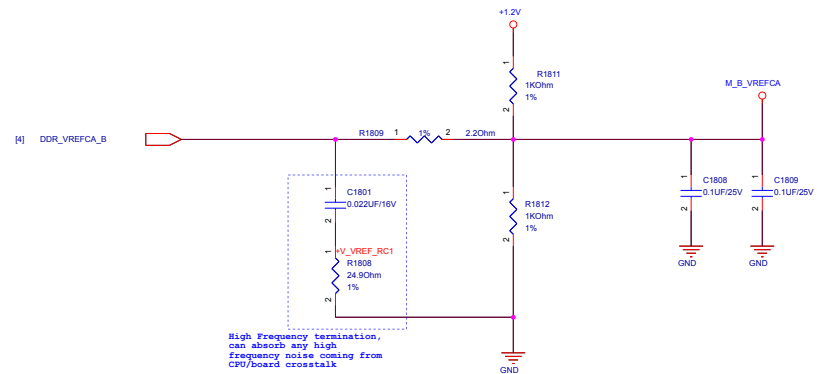 +1.2V
1
R1811
1KOhm
1%
2
M_B_VREFCA
[4] DDR_VREFCA_B
R1809 1 1% 2 2.2Ohm
1
C1801
0.022UF/16V
2
1
R1812
1KOhm
1%
2
1
C1808
0.1UF/25V
2
1
C1809
0.1UF/25V
2
1
+V_VREF_RC1
R1808
24.9Ohm
1%
2
GND
GND
High Frequency termination,
can absorb any high
frequency noise coming from
CPU/board crosstalk
GND